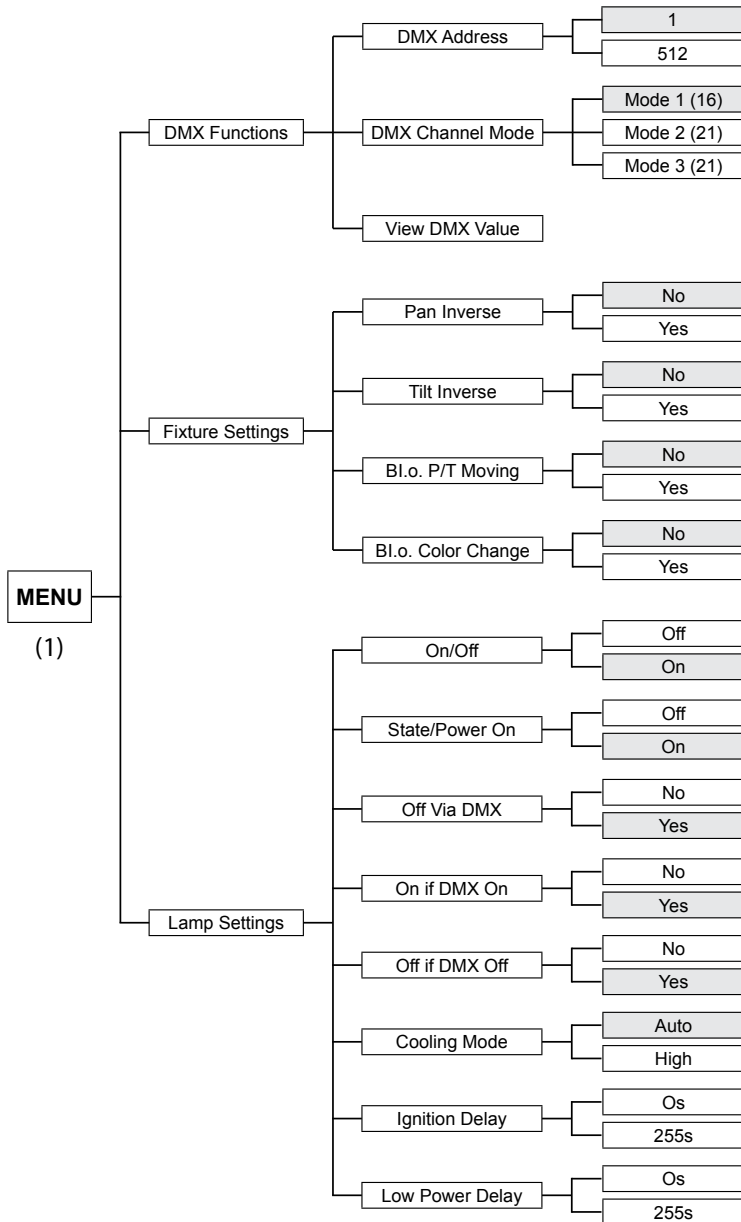 DMX Functions
DMX Address
1
512
DMX Channel Mode
Mode 1 (16)
Mode 2 (21)
Mode 3 (21)
View DMX Value
Fixture Settings
Pan Inverse
No
Yes
Tilt Inverse
No
Yes
BI.o. P/T Moving
No
Yes
BI.o. Color Change
No
Yes
MENU
(1)
Lamp Settings
On/Off
Off
On
State/Power On
Off
On
Off Via DMX
No
Yes
On if DMX On
No
Yes
Off if DMX Off
No
Yes
Cooling Mode
Auto
High
Ignition Delay
Os
255s
Low Power Delay
Os
255s